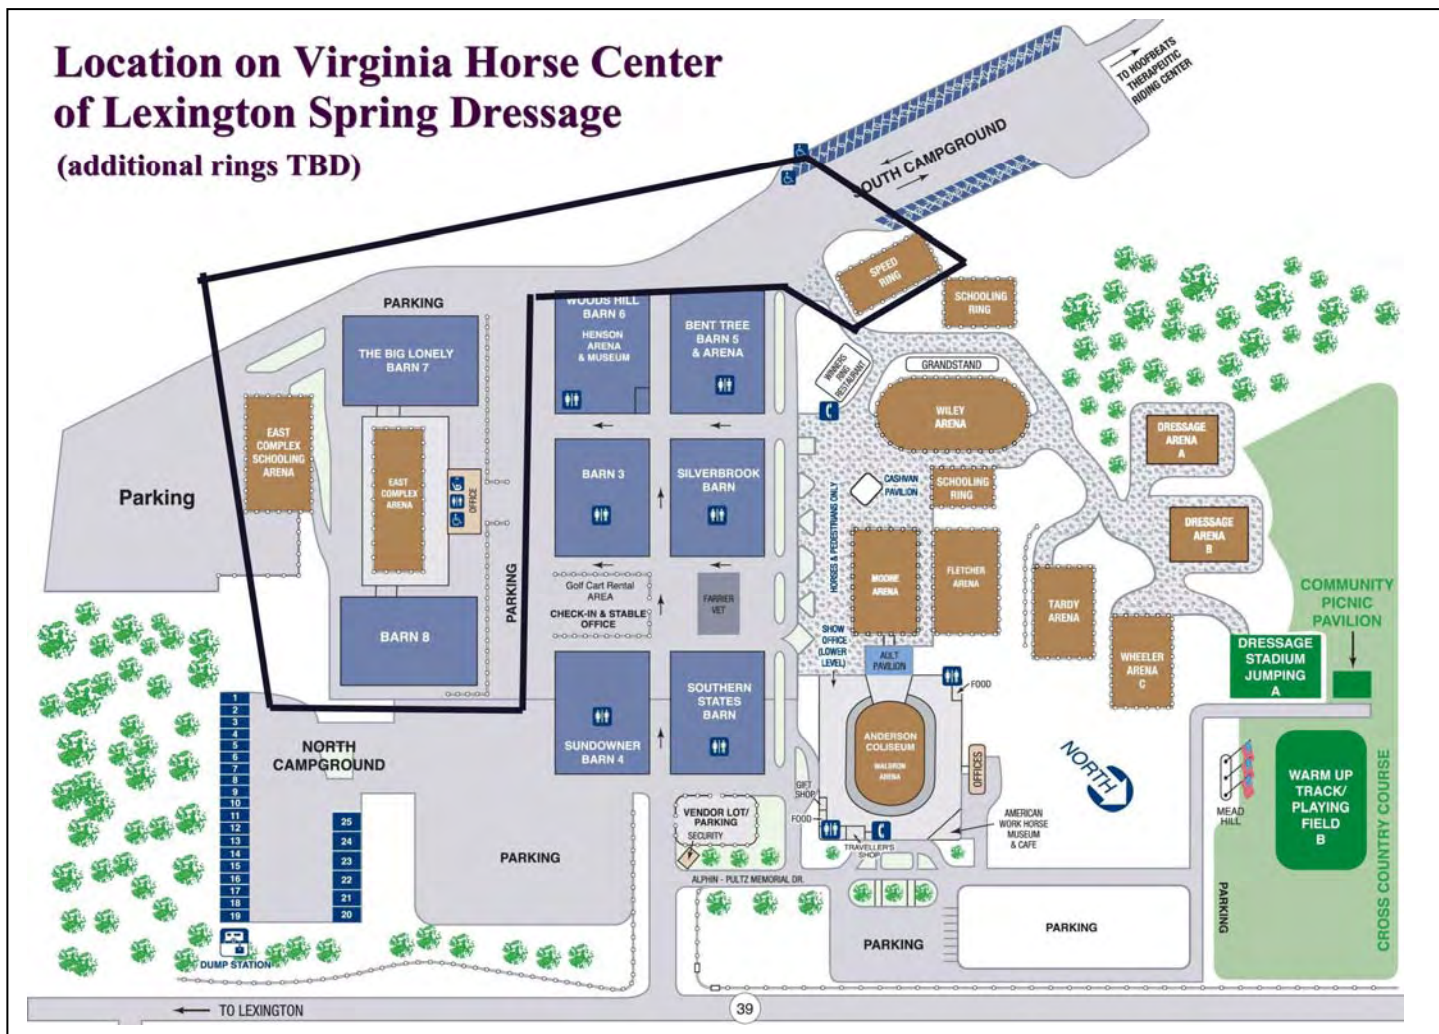 Location on Virginia Horse Center
of Lexington Spring Dressage
(additional rings TBD)
TO HOOFBEATS
THERAPEUTIC
RIDING CENTER
SOUTH CAMPGROUND
SPEED
RING
SCHOOLING
RING
PARKING
WOODS HILL
BARN 6
HENSON
ARENA
& MUSEUM
BENT TREE
BARN 5
& ARENA
THE BIG LONELY
BARN 7
WINNERS
RING
RESTAURANT
GRANDSTAND
WILEY
ARENA
DRESSAGE
ARENA
A
EAST
COMPLEX
SCHOOLING
ARENA
Parking
EAST
COMPLEX
ARENA
OFFICE
BARN 3
SILVERBROOK
BARN
CASHVAN
PAVILION
SCHOOLING
RING
HORSES & PEDESTRIANS ONLY
DRESSAGE
ARENA
B
MOORE
ARENA
FLETCHER
ARENA
TARDY
ARENA
WHEELER
ARENA
C
COMMUNITY
PICNIC
PAVILION
PARKING
Golf Cart Rental
AREA
CHECK-IN & STABLE
OFFICE
FARRIER
VET
BARN 8
SHOW
OFFICE
(LOWER
LEVEL)
AULT
PAVILION
FOOD
DRESSAGE
STADIUM
JUMPING
A
SOUTHERN
STATES
BARN
SUNDOWNER
BARN 4
ANDERSON
COLISEUM
WALDRON
ARENA
OFFICES
NORTH
NORTH
CAMPGROUND
1
2
3
4
5
6
7
8
9
10
11
12
13
14
15
16
17
18
19
25
24
23
22
21
20
DUMP STATION
PARKING
VENDOR LOT/
PARKING
SECURITY
GIFT
SHOP
FOOD
TRAVELLER'S
SHOP
AMERICAN
WORK HORSE
MUSEUM
& CAFE
MEAD
HILL
WARM UP
TRACK/
PLAYING
FIELD
B
CROSS COUNTRY COURSE
ALPHIN - PULTZ MEMORIAL DR.
PARKING
PARKING
PARKING
TO LEXINGTON
39